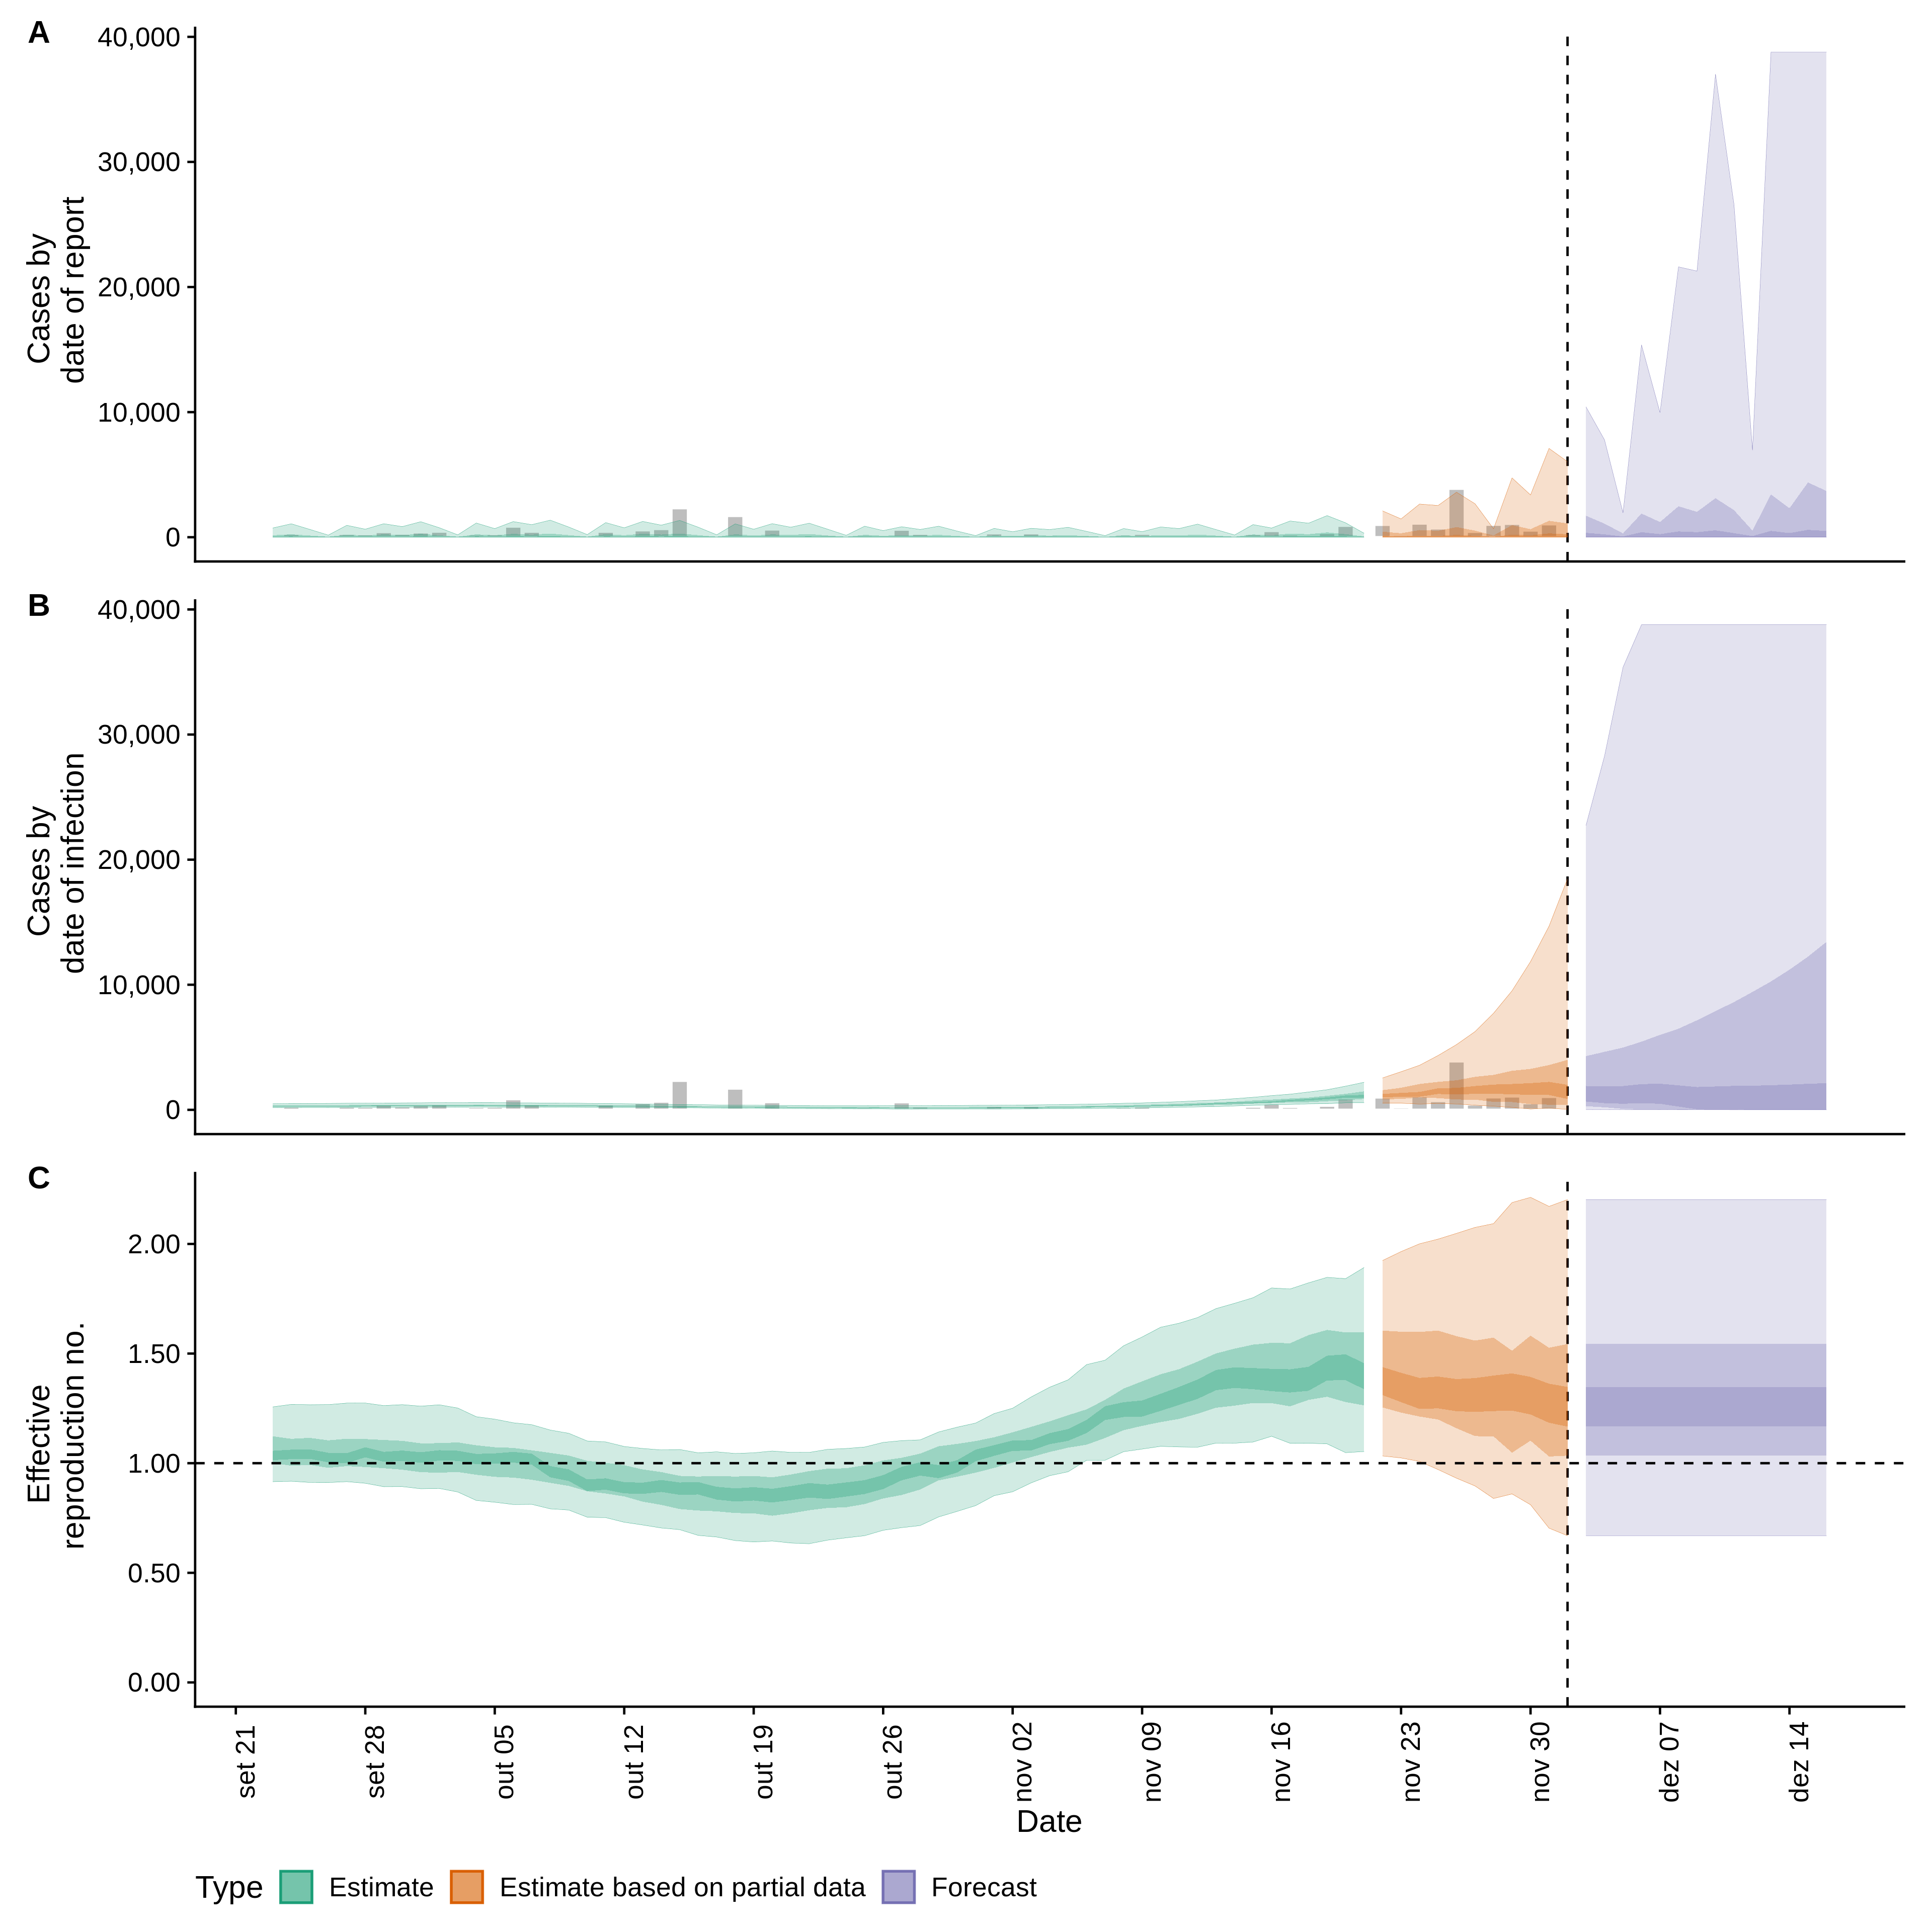 A
40,000
30,000
20,000
10,000
0
Cases by
date of report
B
40,000
30,000
20,000
10,000
0
Cases by
date of infection
C
2.00
1.50
1.00
0.50
0.00
Effective
reproduction no.
set 21
set 28
out 05
out 12
out 19
out 26
nov 02
nov 09
nov 16
nov 23
nov 30
dez 07
dez 14
Date
Type Estimate Estimate based on partial data Forecast